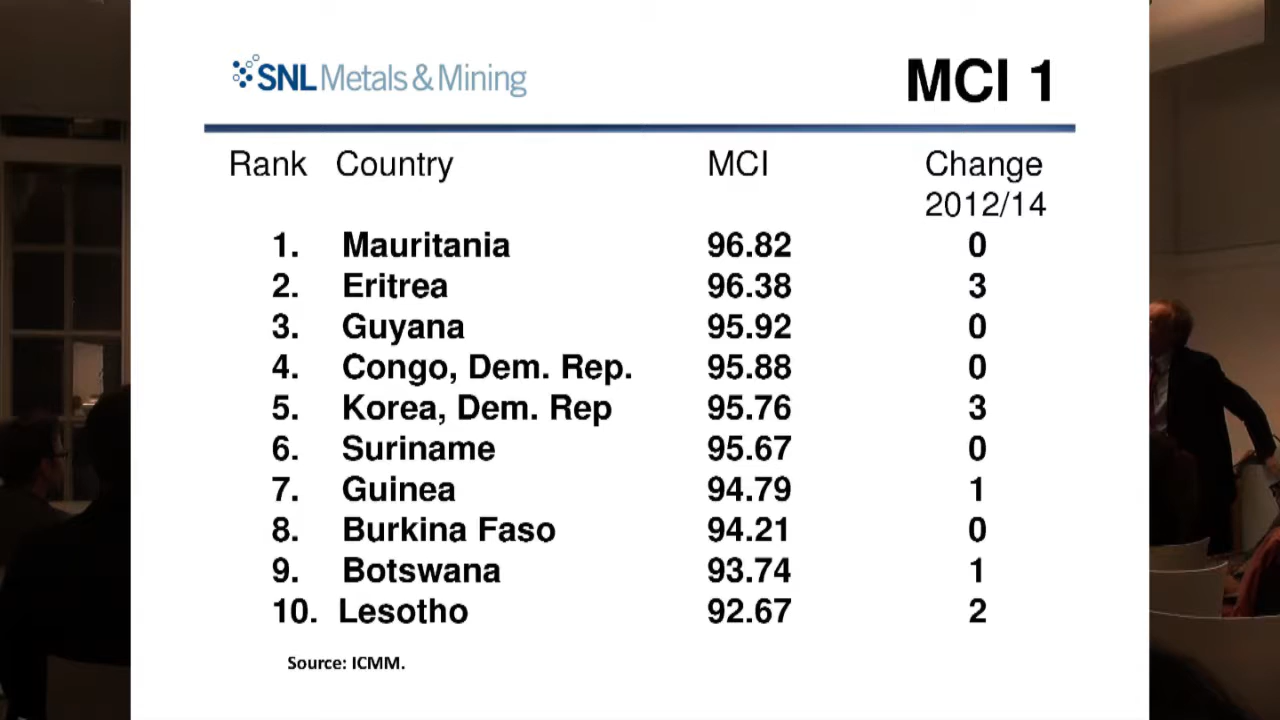 SNL Metals & Mining
MCI 1
Rank Country MCI Change
2012/14
1. Mauritania 96.82 0
2. Eritrea 96.38 3
3. Guyana 95.92 0
4. Congo, Dem. Rep. 95.88 0
5. Korea, Dem. Rep 95.76 3
6. Suriname 95.67 0
7. Guinea 94.79 1
8. Burkina Faso 94.21 0
9. Botswana 93.74 1
10. Lesotho 92.67 2
Source: ICMM.